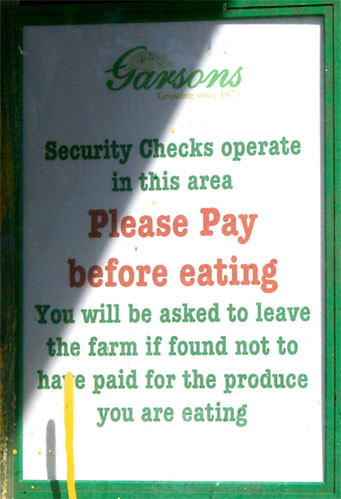 Garsons
Growing since 1871
Security Checks operate
in this area
Please Pay
before eating
You will be asked to leave
the farm if found not to
have paid for the produce
you are eating